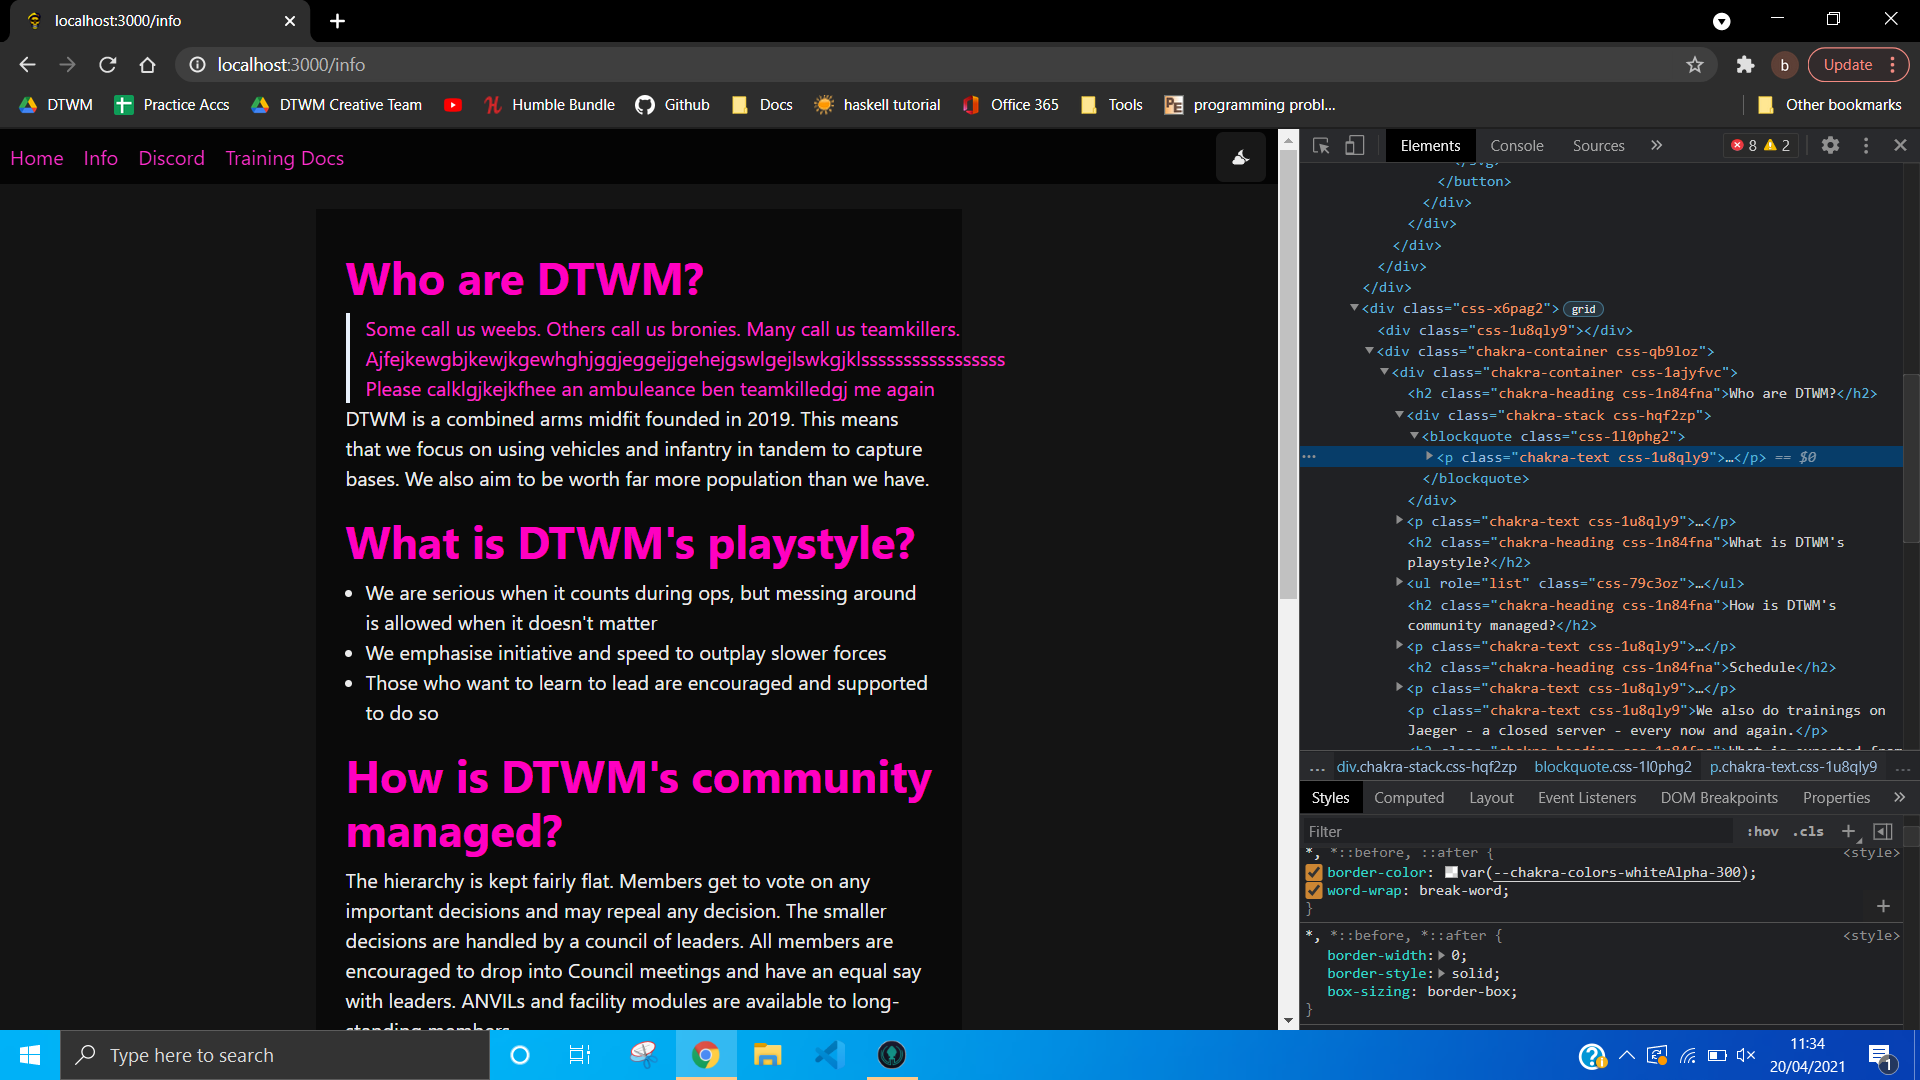 localhost:3000/info
localhost:3000/info
b
Update
DTWM
Practice Accs
DTWM Creative Team
Humble Bundle
Github
Docs
haskell tutorial
Office 365
Tools
programming probl...
Other bookmarks
Home Info Discord Training Docs
Who are DTWM?
Some call us weebs. Others call us bronies. Many call us teamkillers.
Ajfejkewgbjkewjkgewhghjggjeggejjgehejgswlgejlswkgjklssssssssssssssssss
Please calklgjkejkfhee an ambuleance ben teamkilledgj me again
DTWM is a combined arms midfit founded in 2019. This means
that we focus on using vehicles and infantry in tandem to capture
bases. We also aim to be worth far more population than we have.
What is DTWM's playstyle?
• We are serious when it counts during ops, but messing around
is allowed when it doesn't matter
• We emphasise initiative and speed to outplay slower forces
• Those who want to learn to lead are encouraged and supported
to do so
How is DTWM's community
managed?
The hierarchy is kept fairly flat. Members get to vote on any
important decisions and may repeal any decision. The smaller
decisions are handled by a council of leaders. All members are
encouraged to drop into Council meetings and have an equal say
with leaders. ANVILs and facility modules are available to long-
standing members
Elements Console Sources » 8 2
</svg>
</button>
</div>
</div>
</div>
</div>
</div>
<div class="css-x6pag2"> grid
<div class="css-1u8qly9"></div>
<div class="chakra-container css-qb9loz">
<div class="chakra-container css-1ajyfvc">
<h2 class="chakra-heading css-1n84fna">Who are DTWM?</h2>
<div class="chakra-stack css-hqf2zp">
<blockquote class="css-1l0phg2">
<p class="chakra-text css-1u8qly9">…</p> == $0
</blockquote>
</div>
<p class="chakra-text css-1u8qly9">…</p>
<h2 class="chakra-heading css-1n84fna">What is DTWM's
playstyle?</h2>
<ul role="list" class="css-79c3oz">…</ul>
<h2 class="chakra-heading css-1n84fna">How is DTWM's
community managed?</h2>
<p class="chakra-text css-1u8qly9">…</p>
<h2 class="chakra-heading css-1n84fna">Schedule</h2>
<p class="chakra-text css-1u8qly9">…</p>
<p class="chakra-text css-1u8qly9">We also do trainings on
Jaeger - a closed server - every now and again.</p>
<h2 class="chakra-heading css-1n84fna">What is expected from
… div.chakra-stack.css-hqf2zp blockquote.css-1l0phg2 p.chakra-text.css-1u8qly9 …
Styles Computed Layout Event Listeners DOM Breakpoints Properties »
Filter :hov .cls +
*, *::before, ::after { <style>
border-color: var(--chakra-colors-whiteAlpha-300);
word-wrap: break-word;
}
*, *::before, *::after { <style>
border-width: 0;
border-style: solid;
box-sizing: border-box;
}
Type here to search
11:34
20/04/2021
1